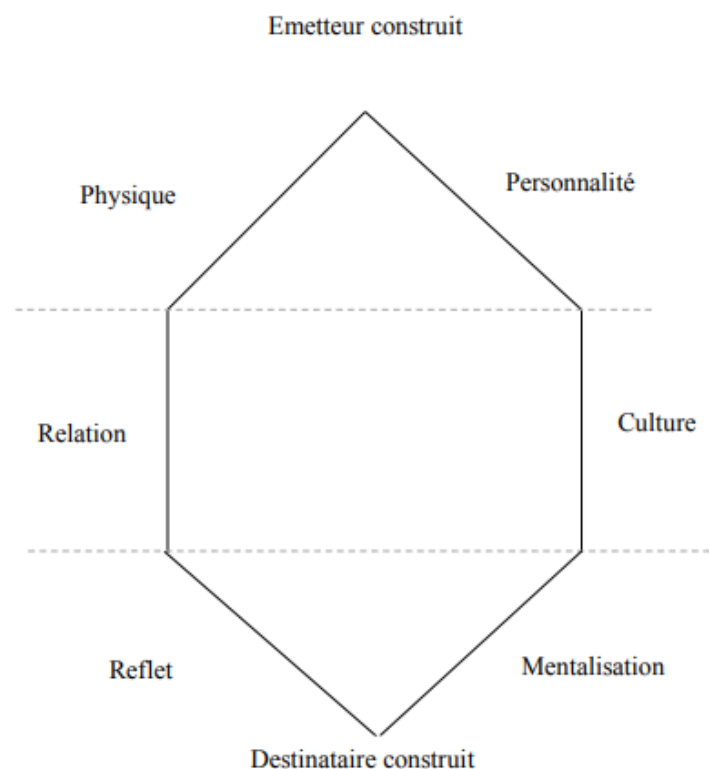 Emetteur construit
Physique
Personnalité
Relation
Culture
Reflet
Mentalisation
Destinataire construit